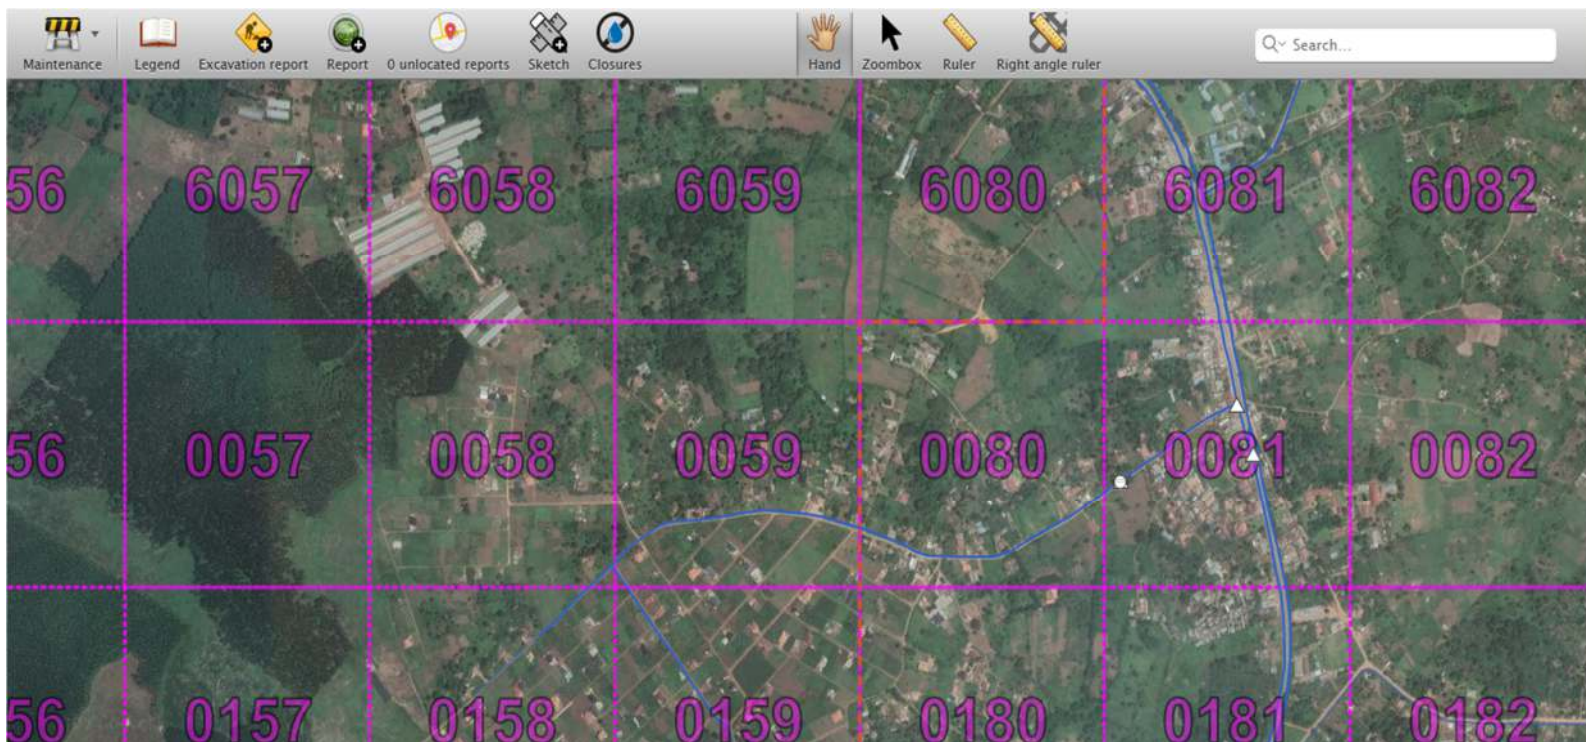 Maintenance Legend Excavation report Report 0 unlocated reports Sketch Closures Hand Zoombox Ruler Right angle ruler Search...
56 6057 6058 6059 6080 6081 6082
56 0057 0058 0059 0080 0081 0082
56 0157 0158 0159 0180 0181 0182